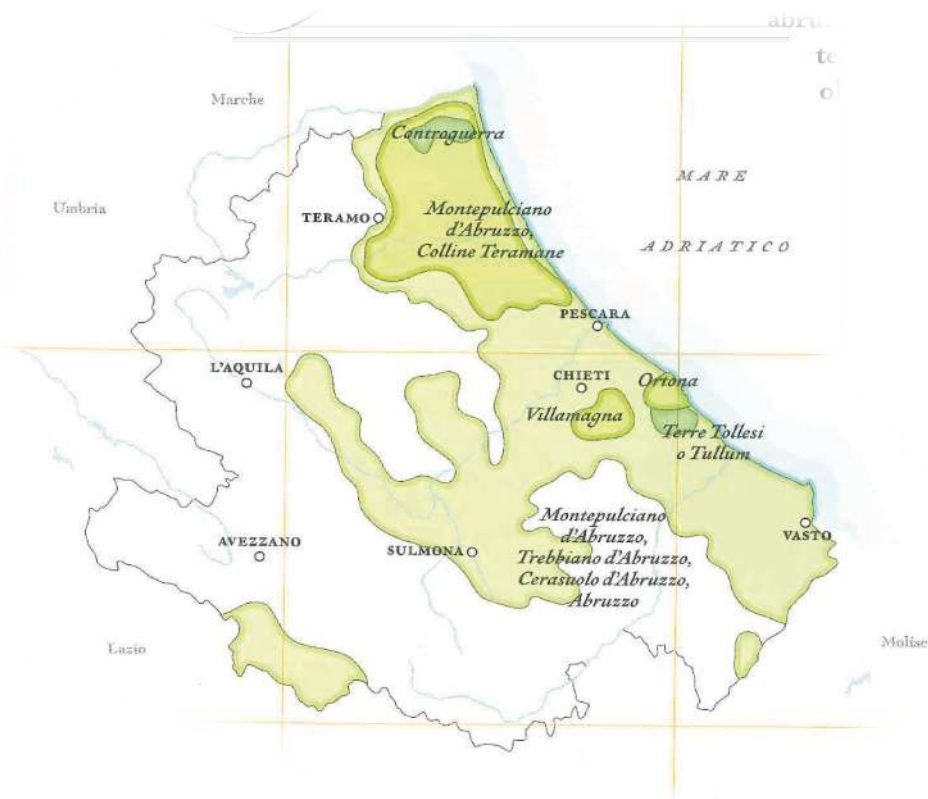 Marche
Controguerra
MARE
Umbria
TERAMO
Montepulciano
d'Abruzzo,
Colline Teramane
ADRIATICO
PESCARA
L'AQUILA
CHIETI
Ortona
Villamagna
Terre Tollesi
o Tullum
Montepulciano
d'Abruzzo,
Trebbiano d'Abruzzo,
Cerasuolo d'Abruzzo,
Abruzzo
VASTO
AVEZZANO
SULMONA
Lazio
Molise